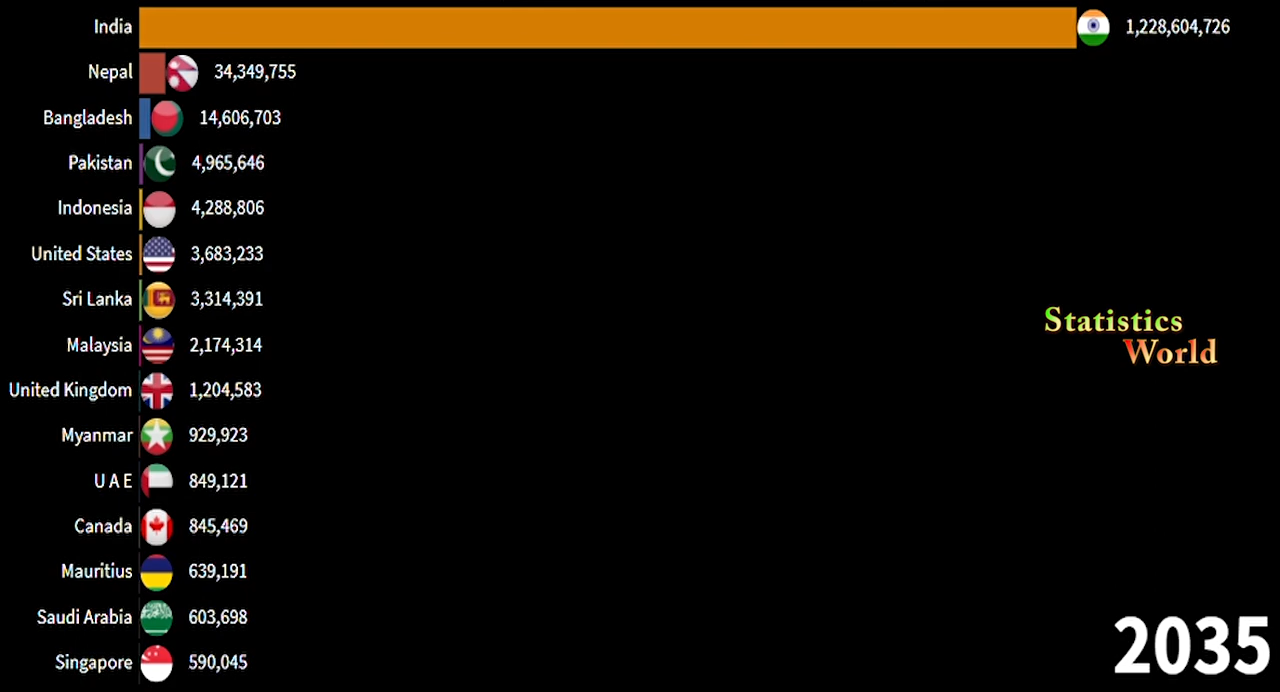 India 1,228,604,726
Nepal 34,349,755
Bangladesh 14,606,703
Pakistan 4,965,646
Indonesia 4,288,806
United States 3,683,233
Sri Lanka 3,314,391
Malaysia 2,174,314
United Kingdom 1,204,583
Myanmar 929,923
U A E 849,121
Canada 845,469
Mauritius 639,191
Saudi Arabia 603,698
Singapore 590,045
Statistics
World
2035